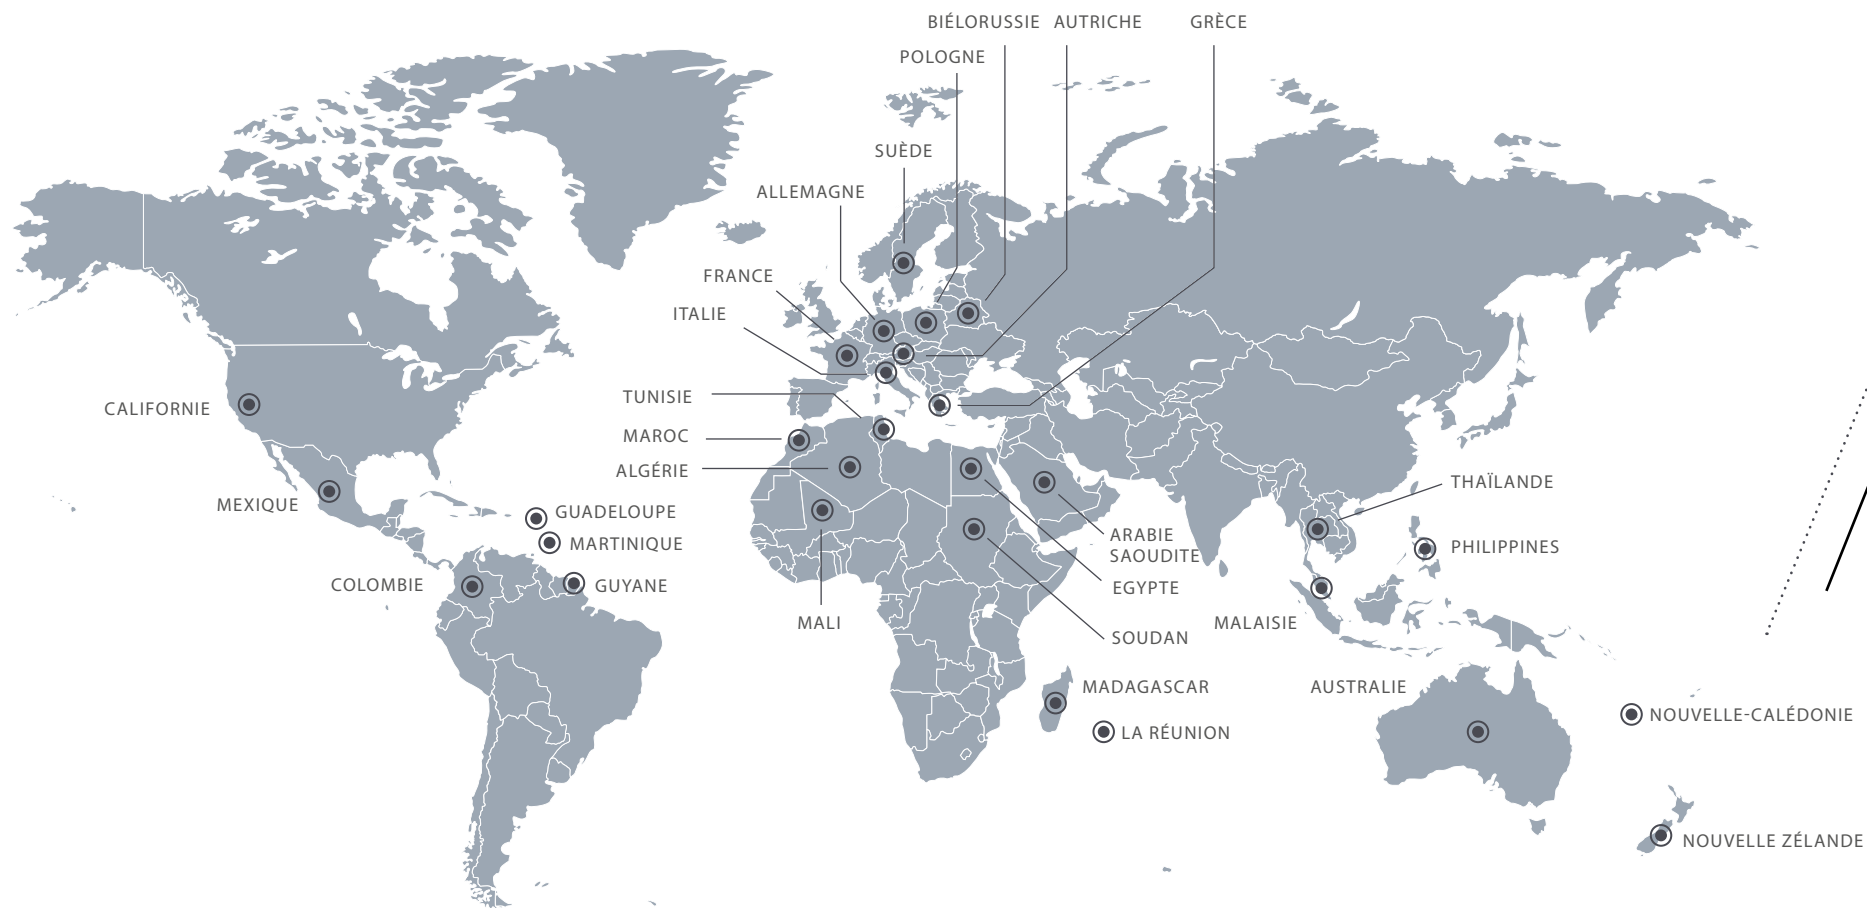 BIÉLORUSSIE
AUTRICHE
GRÈCE
POLOGNE
SUÈDE
ALLEMAGNE
FRANCE
ITALIE
TUNISIE
CALIFORNIE
MAROC
ALGÉRIE
MEXIQUE
GUADELOUPE
MARTINIQUE
COLOMBIE
GUYANE
MALI
ARABIE
SAOUDITE
EGYPTE
SOUDAN
THAÏLANDE
PHILIPPINES
MALAISIE
MADAGASCAR
LA RÉUNION
AUSTRALIE
NOUVELLE-CALÉDONIE
NOUVELLE ZÉLANDE